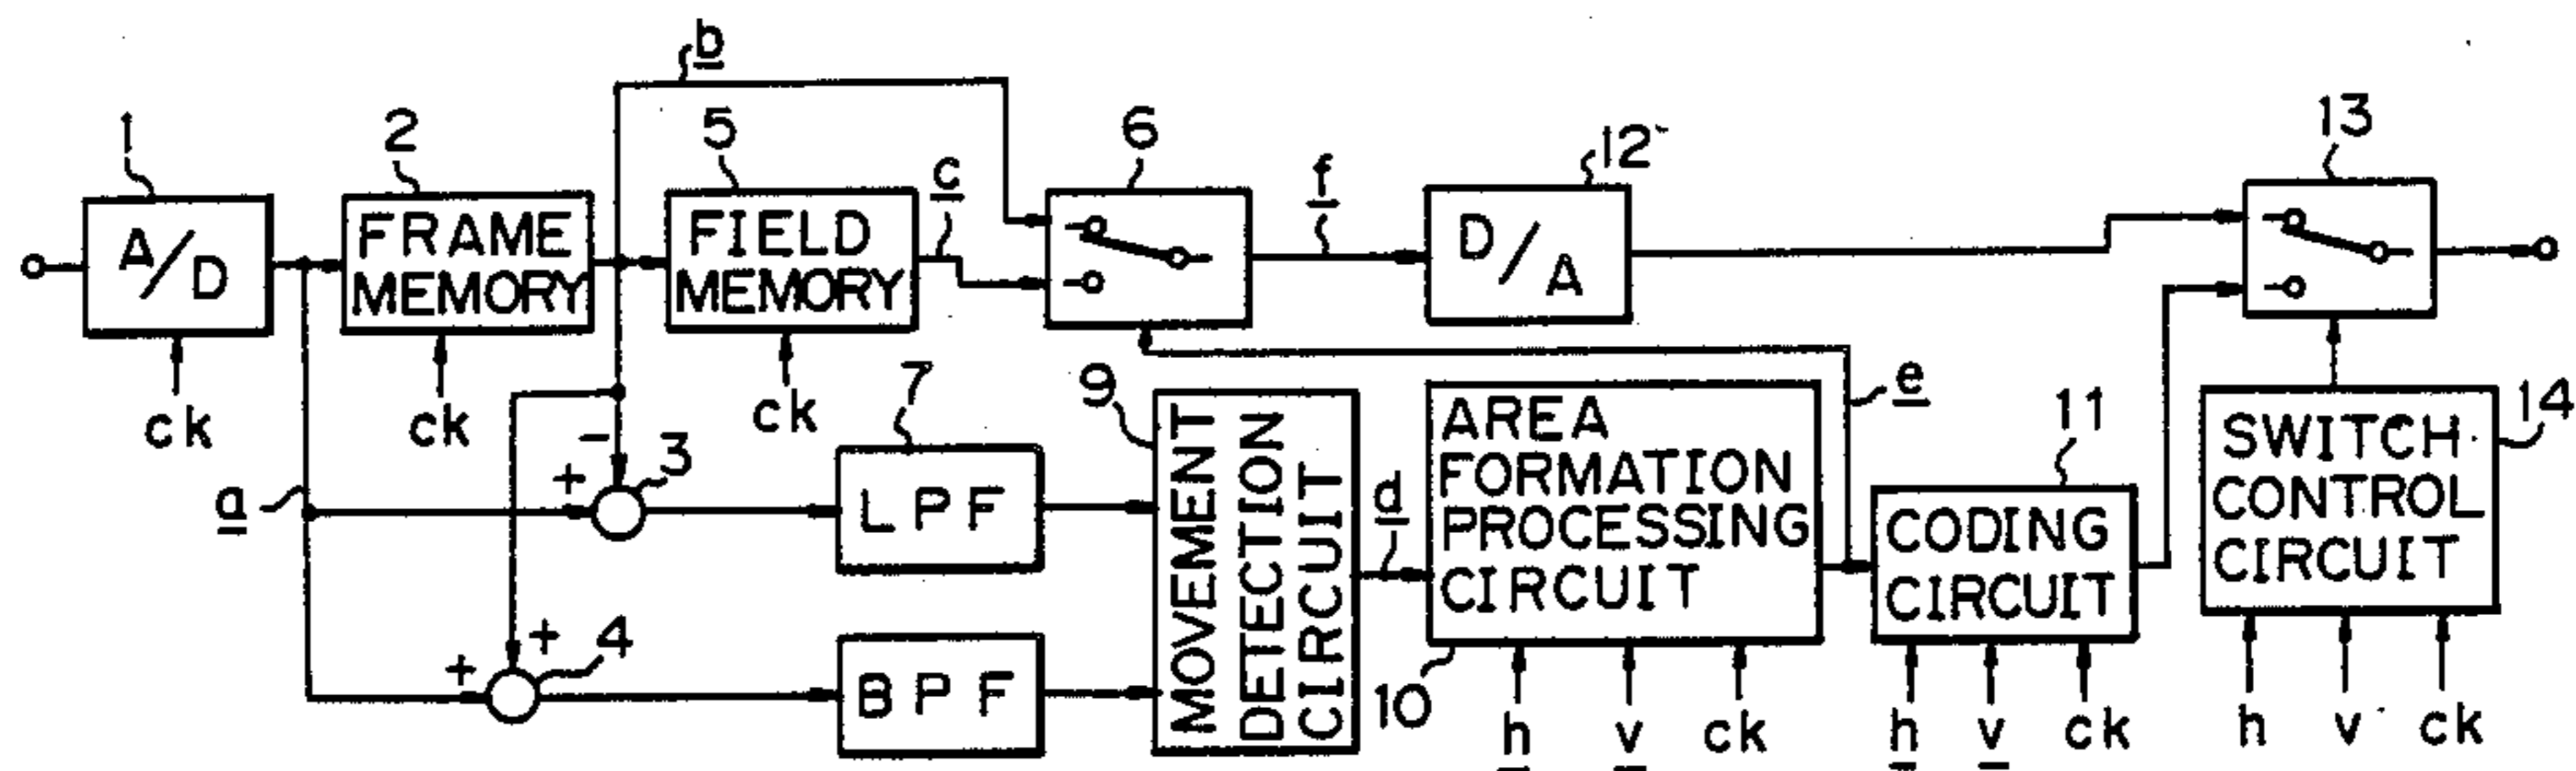 b
1
2
5
6
12
13
c
f
A/D
FRAME
MEMORY
FIELD
MEMORY
D/A
ck
ck
ck
7
9
e
11
14
a
−
+
3
LPF
MOVEMENT
DETECTION
CIRCUIT
d
AREA
FORMATION
PROCESSING
CIRCUIT
CODING
CIRCUIT
SWITCH
CONTROL
CIRCUIT
+
+
4
BPF
10
h
v
ck
h
v
ck
h
v
ck